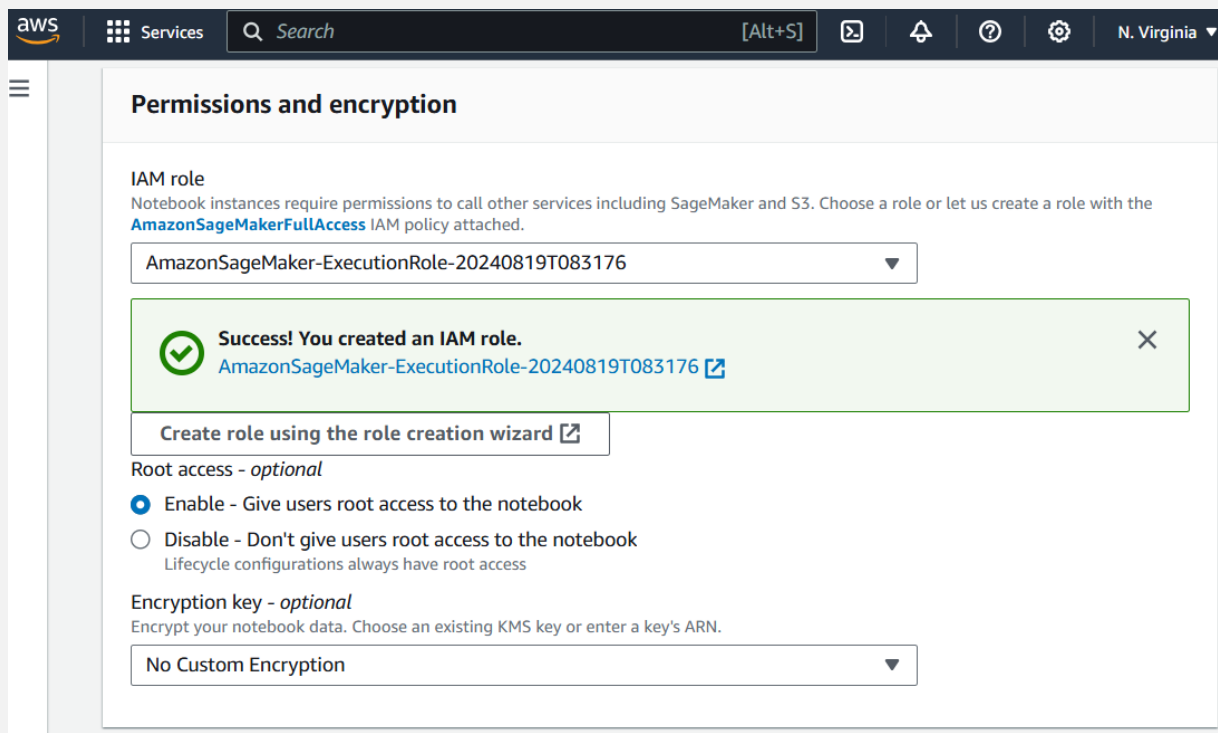 aws Services Search [Alt+S] N. Virginia
Permissions and encryption
IAM role
Notebook instances require permissions to call other services including SageMaker and S3. Choose a role or let us create a role with the
AmazonSageMakerFullAccess IAM policy attached.
AmazonSageMaker-ExecutionRole-20240819T083176
Success! You created an IAM role.
AmazonSageMaker-ExecutionRole-20240819T083176
Create role using the role creation wizard
Root access - optional
Enable - Give users root access to the notebook
Disable - Don't give users root access to the notebook
Lifecycle configurations always have root access
Encryption key - optional
Encrypt your notebook data. Choose an existing KMS key or enter a key's ARN.
No Custom Encryption